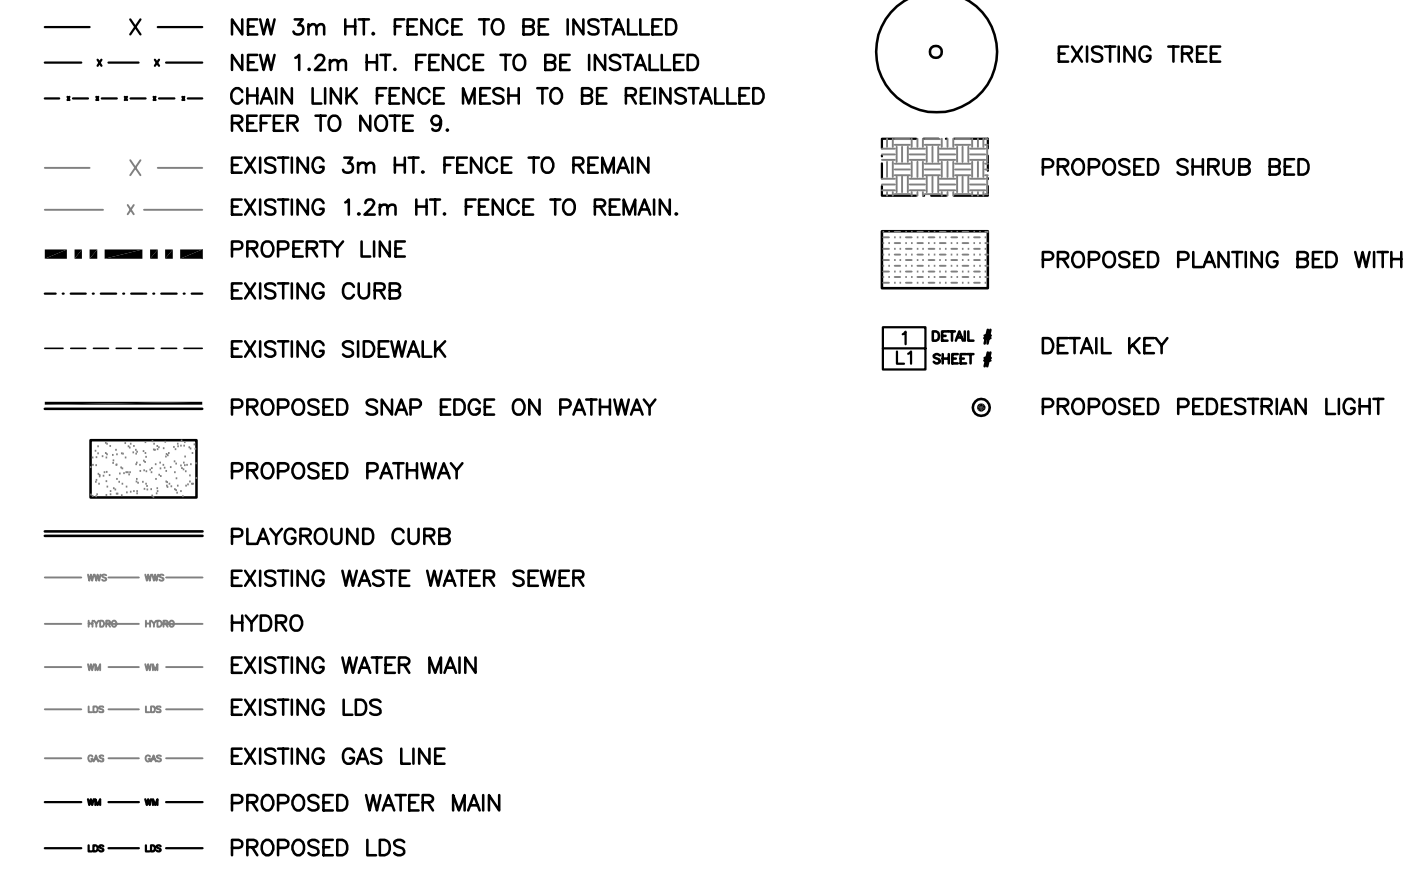 X NEW 3m HT. FENCE TO BE INSTALLED
x x NEW 1.2m HT. FENCE TO BE INSTALLED
x x x x x CHAIN LINK FENCE MESH TO BE REINSTALLED
REFER TO NOTE 9.
X EXISTING 3m HT. FENCE TO REMAIN
x EXISTING 1.2m HT. FENCE TO REMAIN.
PROPERTY LINE
EXISTING CURB
EXISTING SIDEWALK
PROPOSED SNAP EDGE ON PATHWAY
PROPOSED PATHWAY
PLAYGROUND CURB
WWS WWS EXISTING WASTE WATER SEWER
HYDRO HYDRO HYDRO
WM WM EXISTING WATER MAIN
LDS LDS EXISTING LDS
GAS GAS EXISTING GAS LINE
WM WM PROPOSED WATER MAIN
LDS LDS PROPOSED LDS
EXISTING TREE
PROPOSED SHRUB BED
PROPOSED PLANTING BED WITH
1 DETAIL #
L1 SHEET #
DETAIL KEY
PROPOSED PEDESTRIAN LIGHT